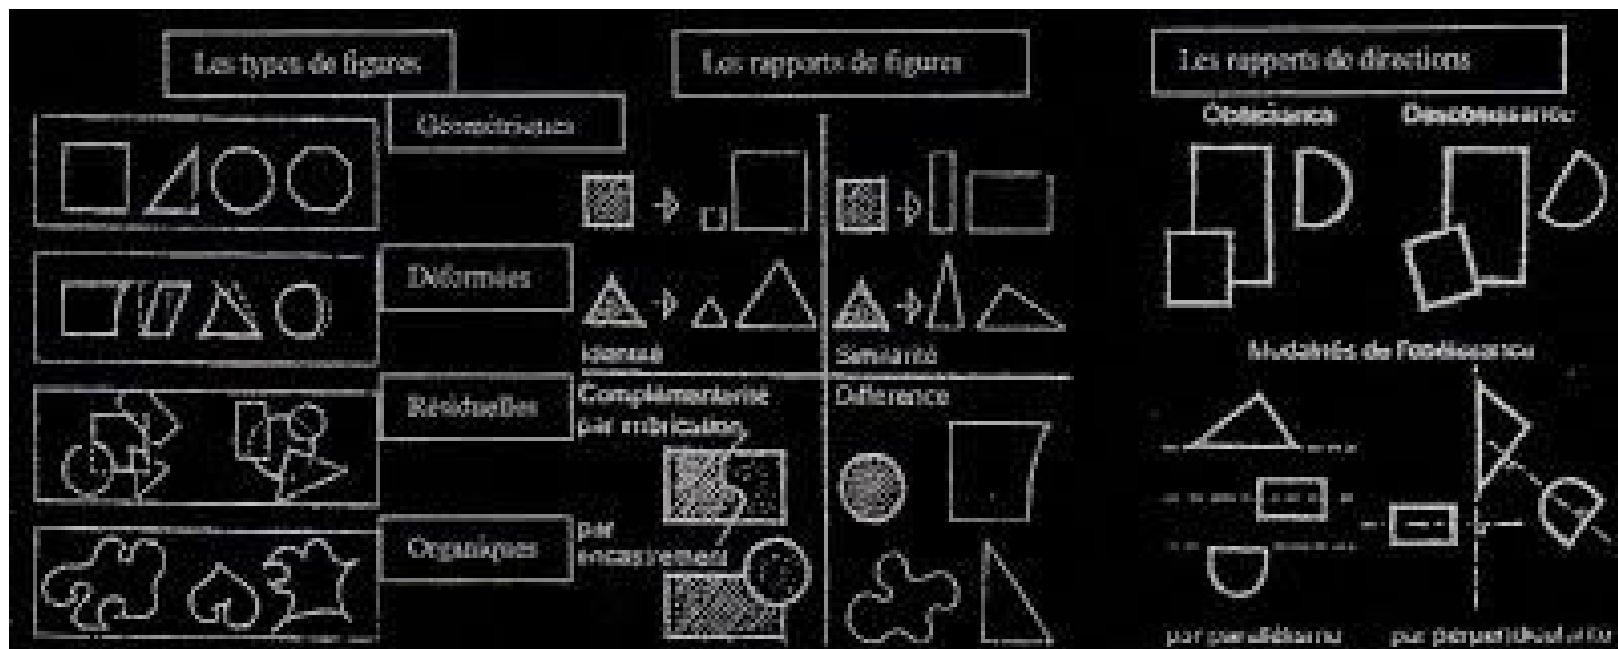 Les types de figures
Géométriques
Déformées
Résiduelles
Organiques
Les rapports de figures
Identité
Similarité
Complémentarité
par imbrication
Différence
par
encastrement
Les rapports de directions
Obéissance
Désobéissance
Modalités de l'obéissance
par parallélisme
par